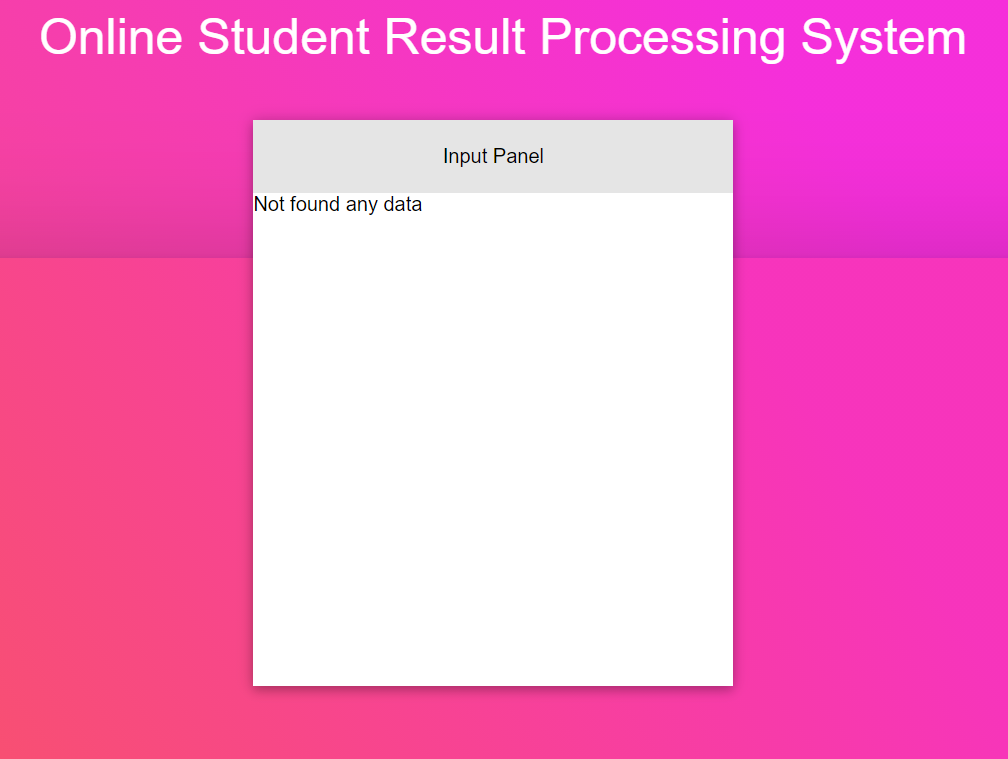 Online Student Result Processing System
Input Panel
Not found any data